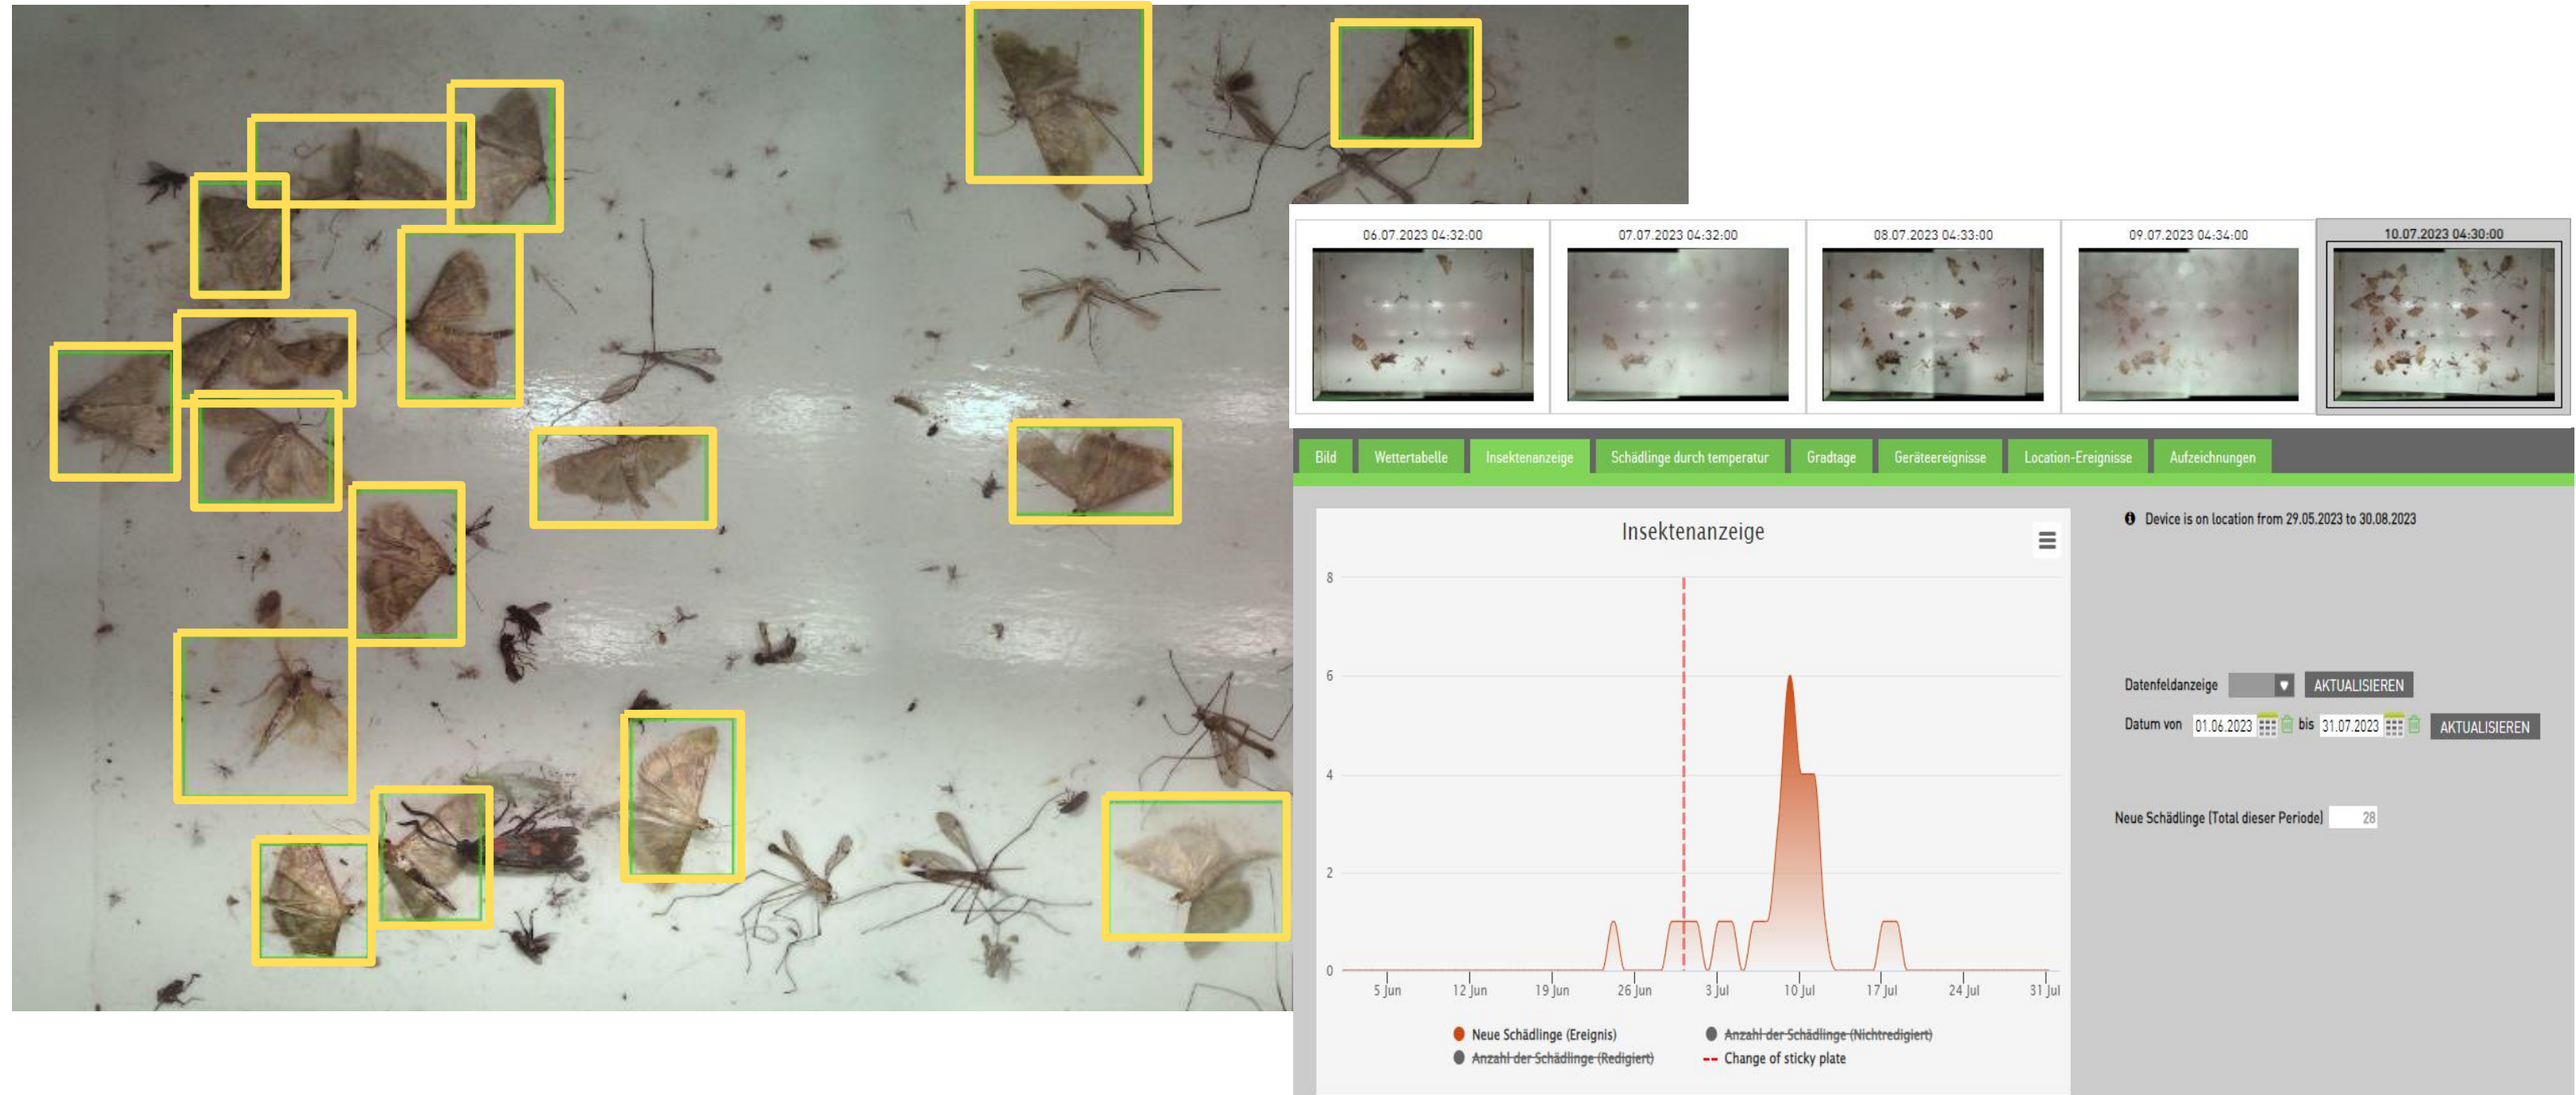 06.07.2023 04:32:00
07.07.2023 04:32:00
08.07.2023 04:33:00
09.07.2023 04:34:00
10.07.2023 04:30:00
Bild
Wettertabelle
Insektenanzeige
Schädlinge durch temperatur
Gradtage
Geräteereignisse
Location-Ereignisse
Aufzeichnungen
Insektenanzeige
8
6
4
2
0
5 Jun
12 Jun
19 Jun
26 Jun
3 Jul
10 Jul
17 Jul
24 Jul
31 Jul
Neue Schädlinge (Ereignis)
Anzahl der Schädlinge (Nichtredigiert)
Anzahl der Schädlinge (Redigiert)
Change of sticky plate
Device is on location from 29.05.2023 to 30.08.2023
Datenfeldanzeige AKTUALISIEREN
Datum von 01.06.2023 bis 31.07.2023 AKTUALISIEREN
Neue Schädlinge (Total dieser Periode) 28